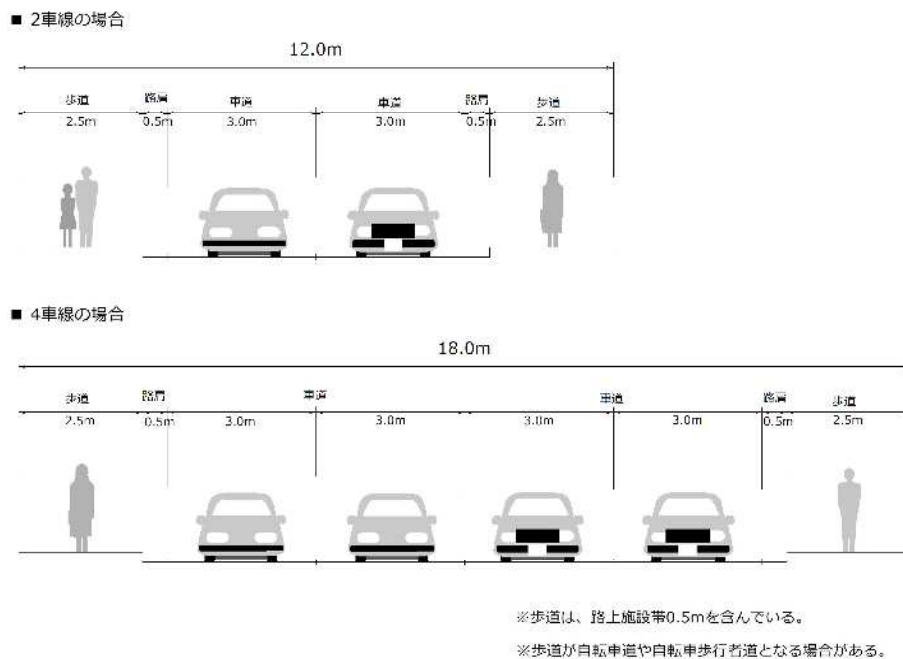 ■ 2車線の場合
12.0m
歩道 路肩 車道 車道 路肩 歩道
2.5m 0.5m 3.0m 3.0m 0.5m 2.5m
■ 4車線の場合
18.0m
歩道 路肩 車道 車道 路肩 歩道
2.5m 0.5m 3.0m 3.0m 3.0m 3.0m 0.5m 2.5m
※歩道は、路上施設帯0.5mを含んでいる。
※歩道が自転車道や自転車歩行者道となる場合がある。